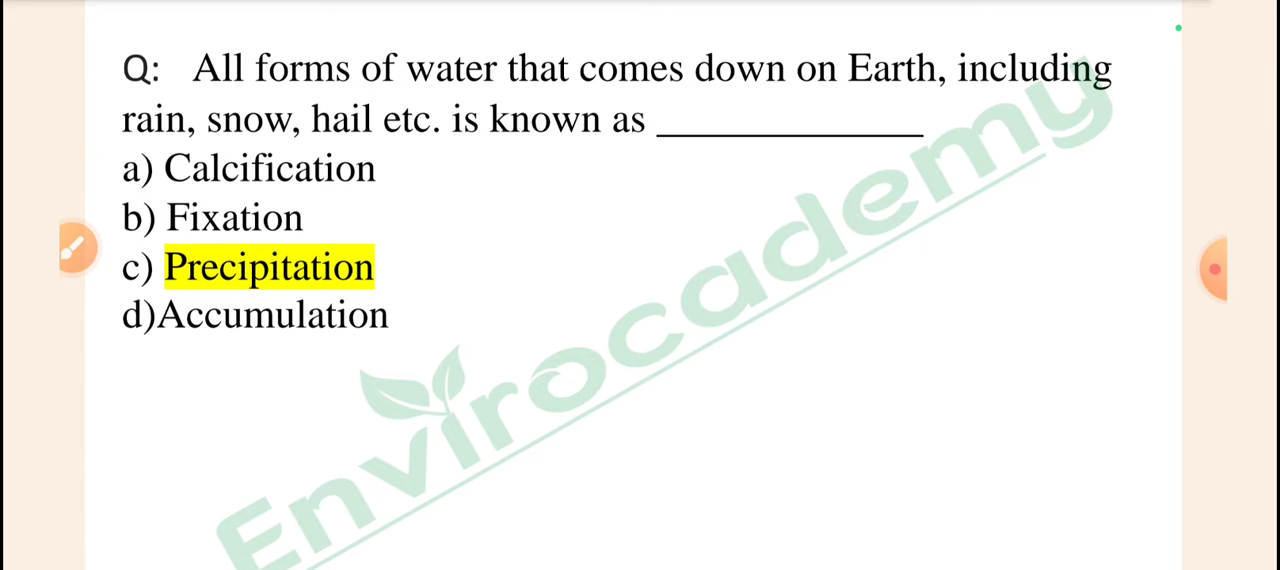 Q: All forms of water that comes down on Earth, including
rain, snow, hail etc. is known as ____________
a) Calcification
b) Fixation
c) Precipitation
d)Accumulation
Envirocademy